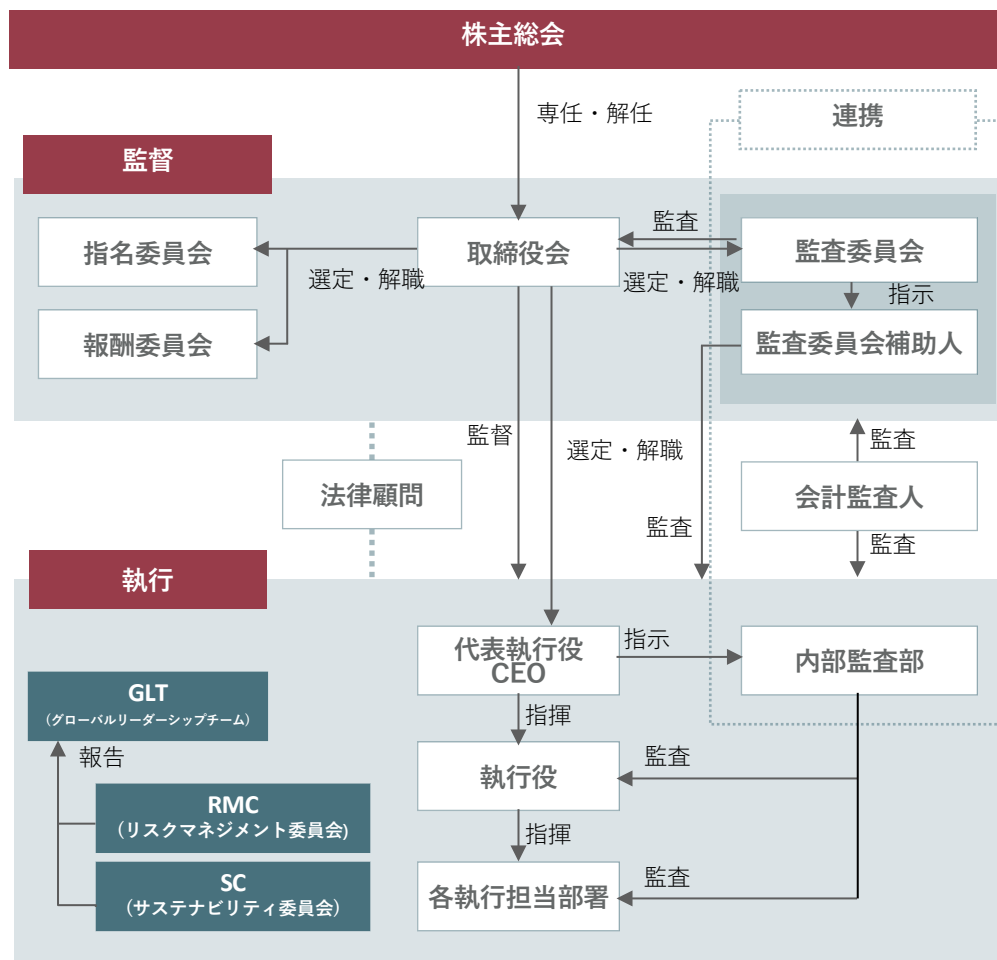 株主総会
専任・解任
連携
監督
指名委員会
取締役会
監査
監査委員会
選定・解職
選定・解職
指示
報酬委員会
監査委員会補助人
監督
選定・解職
監査
法律顧問
会計監査人
監査
監査
執行
代表執行役
CEO
指示
内部監査部
GLT
(グローバルリーダーシップチーム)
指揮
報告
執行役
監査
RMC
(リスクマネジメント委員会)
指揮
SC
(サステナビリティ委員会)
各執行担当部署
監査